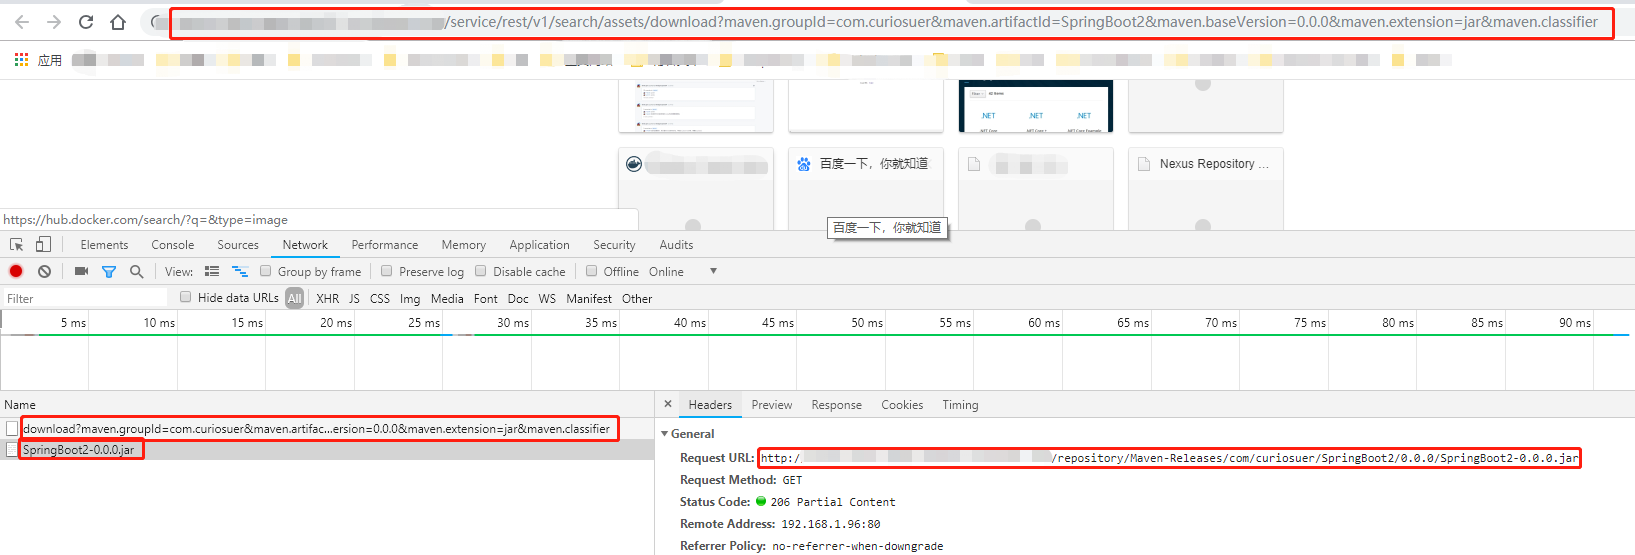 /service/rest/v1/search/assets/download?maven.groupId=com.curiosuer&maven.artifactId=SpringBoot2&maven.baseVersion=0.0.0&maven.extension=jar&maven.classifier
应用
42 Items
.NET .NET .NET
百度一下，你就知道
Nexus Repository ...
https://hub.docker.com/search/?q=&type=image
百度一下，你就知道
Elements Console Sources Network Performance Memory Application Security Audits
View: Group by frame Preserve log Disable cache Offline Online
Filter Hide data URLs All XHR JS CSS Img Media Font Doc WS Manifest Other
5 ms 10 ms 15 ms 20 ms 25 ms 30 ms 35 ms 40 ms 45 ms 50 ms 55 ms 60 ms 65 ms 70 ms 75 ms 80 ms 85 ms 90 ms
Name
download?maven.groupId=com.curiosuer&maven.artifac...ersion=0.0.0&maven.extension=jar&maven.classifier
SpringBoot2-0.0.0.jar
Headers Preview Response Cookies Timing
General
Request URL: http:/ /repository/Maven-Releases/com/curiosuer/SpringBoot2/0.0.0/SpringBoot2-0.0.0.jar
Request Method: GET
Status Code: 206 Partial Content
Remote Address: 192.168.1.96:80
Referrer Policy: no-referrer-when-downgrade